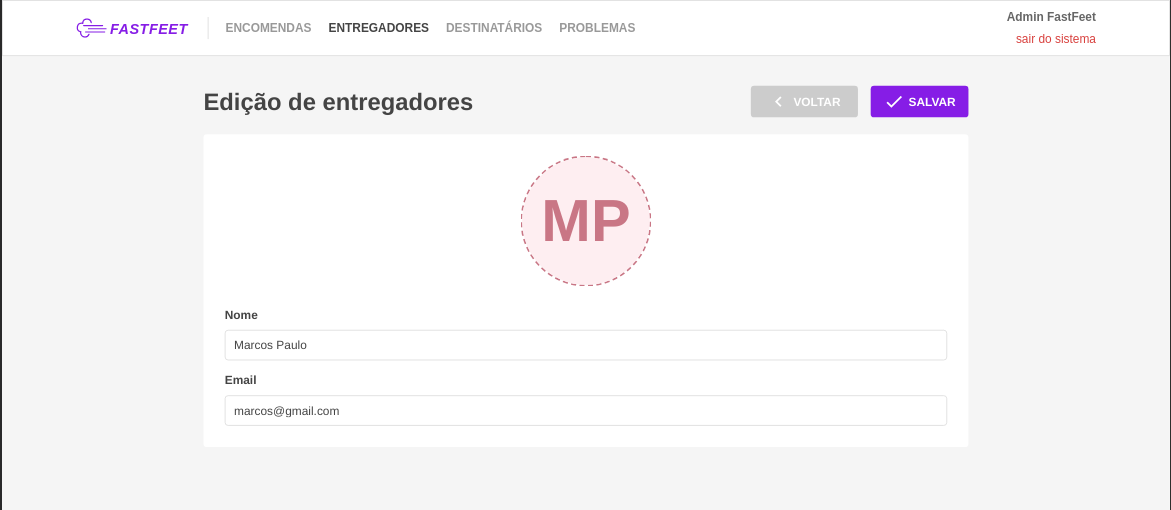 FASTFEET ENCOMENDAS ENTREGADORES DESTINATÁRIOS PROBLEMAS Admin FastFeet
sair do sistema
Edição de entregadores VOLTAR SALVAR
MP
Nome
Marcos Paulo
Email
marcos@gmail.com